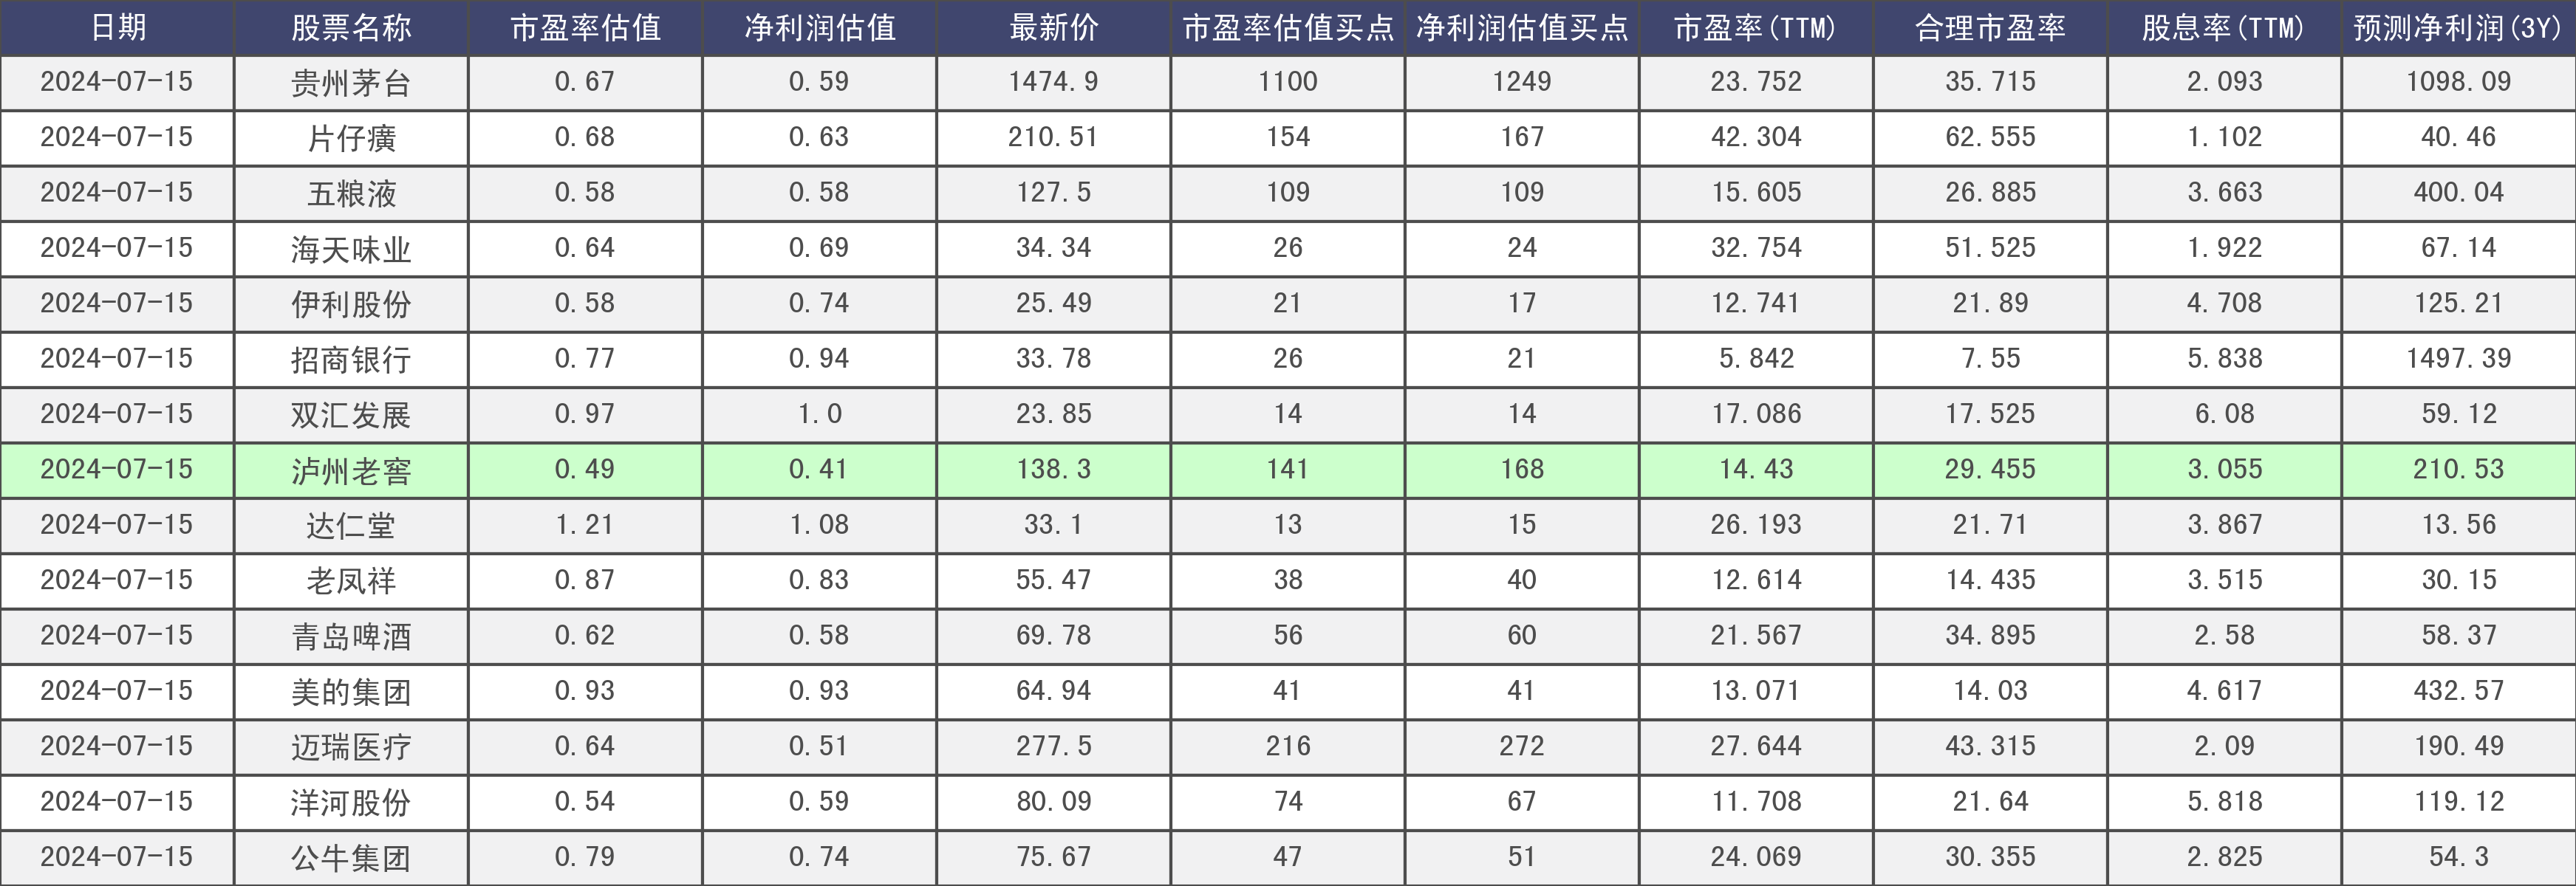 日期 股票名称 市盈率估值 净利润估值 最新价 市盈率估值买点 净利润估值买点 市盈率(TTM) 合理市盈率 股息率(TTM) 预测净利润(3Y)
2024-07-15 贵州茅台 0.67 0.59 1474.9 1100 1249 23.752 35.715 2.093 1098.09
2024-07-15 片仔癀 0.68 0.63 210.51 154 167 42.304 62.555 1.102 40.46
2024-07-15 五粮液 0.58 0.58 127.5 109 109 15.605 26.885 3.663 400.04
2024-07-15 海天味业 0.64 0.69 34.34 26 24 32.754 51.525 1.922 67.14
2024-07-15 伊利股份 0.58 0.74 25.49 21 17 12.741 21.89 4.708 125.21
2024-07-15 招商银行 0.77 0.94 33.78 26 21 5.842 7.55 5.838 1497.39
2024-07-15 双汇发展 0.97 1.0 23.85 14 14 17.086 17.525 6.08 59.12
2024-07-15 泸州老窖 0.49 0.41 138.3 141 168 14.43 29.455 3.055 210.53
2024-07-15 达仁堂 1.21 1.08 33.1 13 15 26.193 21.71 3.867 13.56
2024-07-15 老凤祥 0.87 0.83 55.47 38 40 12.614 14.435 3.515 30.15
2024-07-15 青岛啤酒 0.62 0.58 69.78 56 60 21.567 34.895 2.58 58.37
2024-07-15 美的集团 0.93 0.93 64.94 41 41 13.071 14.03 4.617 432.57
2024-07-15 迈瑞医疗 0.64 0.51 277.5 216 272 27.644 43.315 2.09 190.49
2024-07-15 洋河股份 0.54 0.59 80.09 74 67 11.708 21.64 5.818 119.12
2024-07-15 公牛集团 0.79 0.74 75.67 47 51 24.069 30.355 2.825 54.3